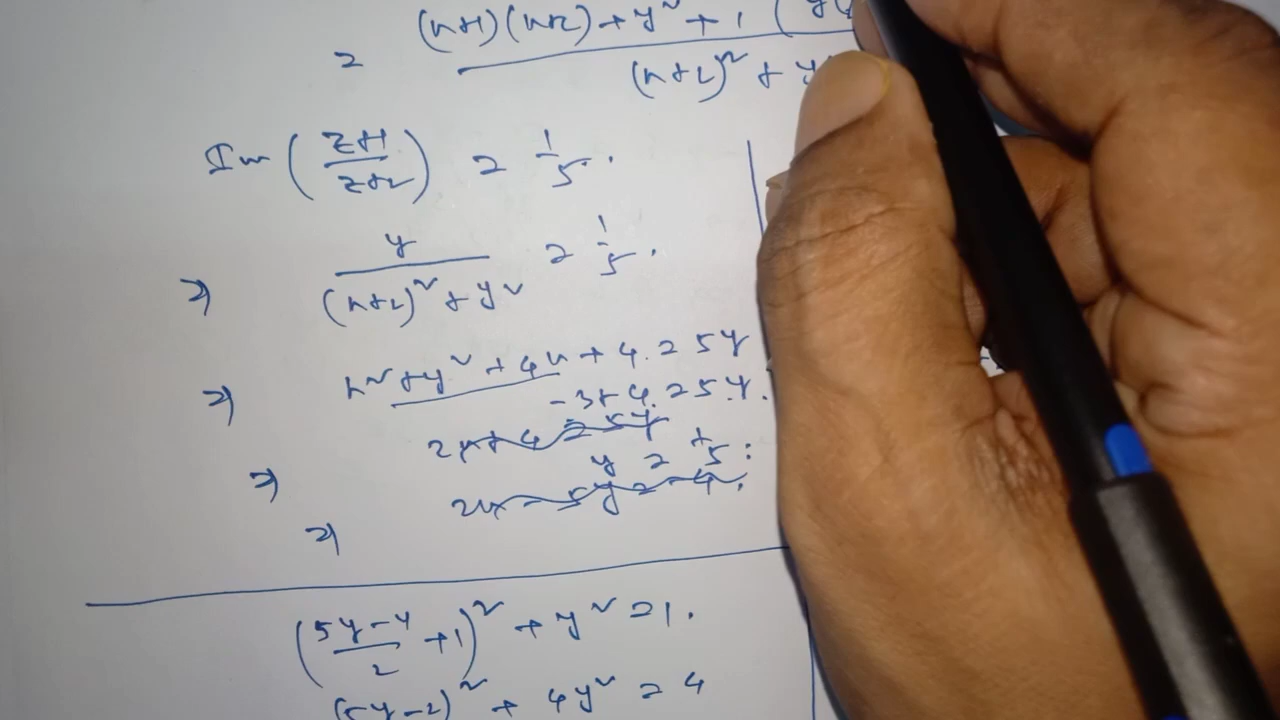 = (x+1)(x+2) + y² + i (y(
(x+2)² + y
Im ( z+1 / z+2 ) = 1/5.
⇒ y / (x+2)² + y² = 1/5.
⇒ x² + y² + 4x + 4 = 5y
-3 + 4 = 5y.
2x + 4 = 5y
⇒ y = 1/5.
2x - 5y = -4.
⇒
( 5y-4 / 2 + 1 )² + y² = 1.
(5y-2)² + 4y² = 4